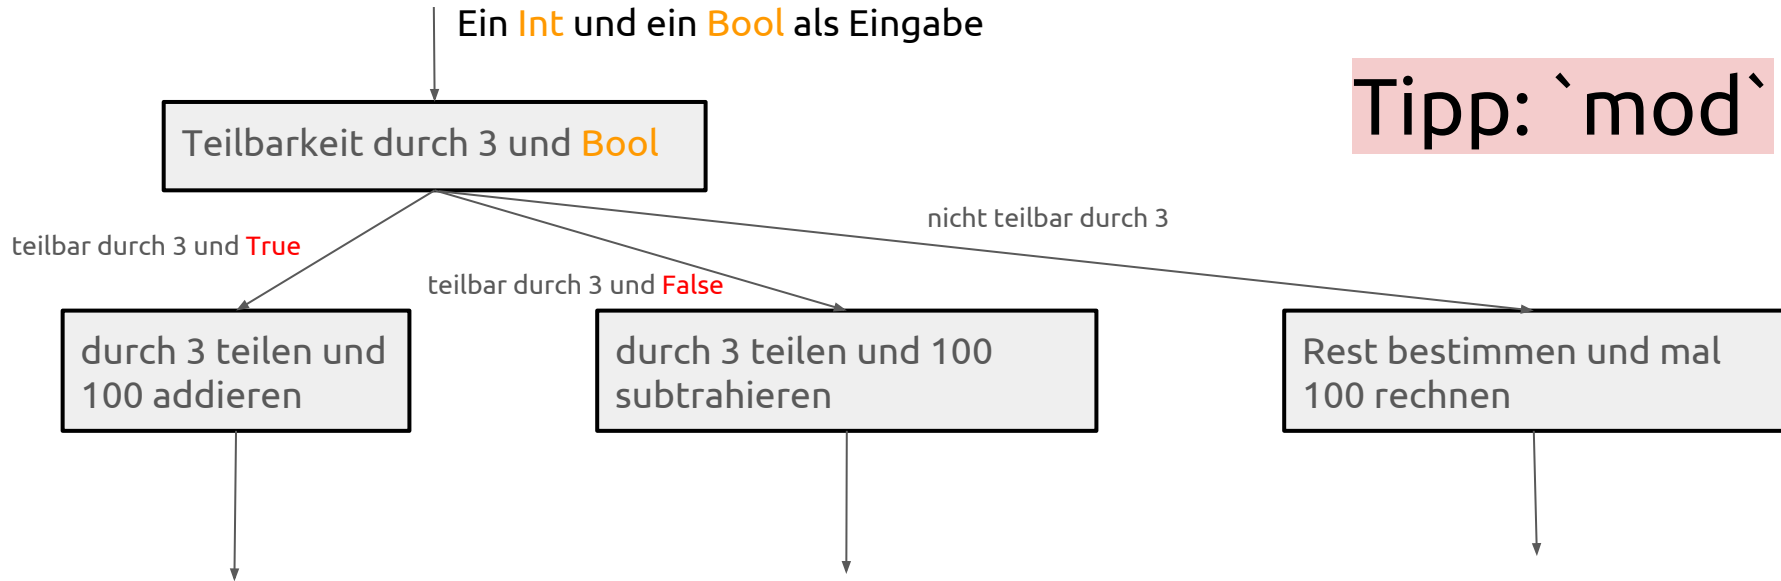 Ein Int und ein Bool als Eingabe
Tipp: `mod`
Teilbarkeit durch 3 und Bool
nicht teilbar durch 3
teilbar durch 3 und True
teilbar durch 3 und False
durch 3 teilen und
100 addieren
durch 3 teilen und 100
subtrahieren
Rest bestimmen und mal
100 rechnen